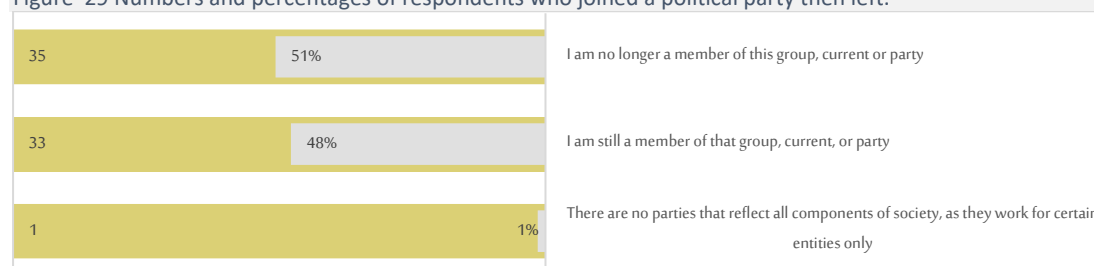 Figure 29 Numbers and percentages of respondents who joined a political party then left.
35 51% I am no longer a member of this group, current or party
33 48% I am still a member of that group, current, or party
1 1% There are no parties that reflect all components of society, as they work for certain
entities only